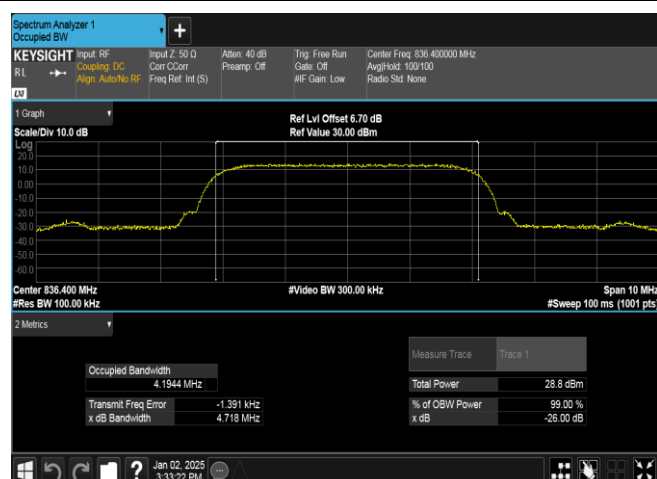 Spectrum Analyzer 1
Occupied BW
KEYSIGHT Input: RF Input Z: 50 Ω Atten: 40 dB Trig: Free Run Center Freq: 836.400000 MHz
RL Coupling: DC Corr CCorr Preamp: Off Gate: Off Avg|Hold: 100/100
Align: Auto/No RF Freq Ref: Int (S) #IF Gain: Low Radio Std: None
LXI
1 Graph
Ref Lvl Offset 6.70 dB
Scale/Div 10.0 dB Ref Value 30.00 dBm
Log
20.0
10.0
0.00
-10.0
-20.0
-30.0
-40.0
-50.0
-60.0
Center 836.400 MHz #Video BW 300.00 kHz Span 10 MHz
#Res BW 100.00 kHz #Sweep 100 ms (1001 pts)
2 Metrics
Measure Trace Trace 1
Occupied Bandwidth
4.1944 MHz Total Power 28.8 dBm
Transmit Freq Error -1.391 kHz % of OBW Power 99.00 %
x dB Bandwidth 4.718 MHz x dB -26.00 dB
Jan 02, 2025
3:33:22 PM